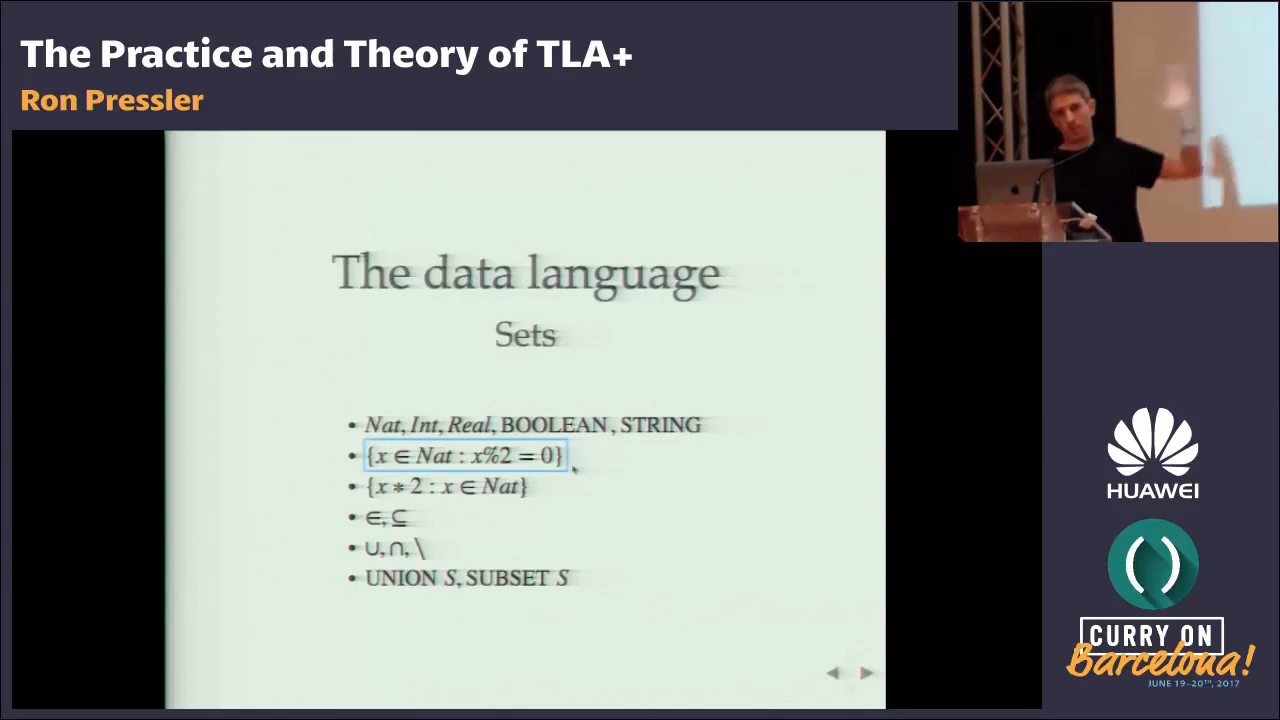 The Practice and Theory of TLA+
Ron Pressler
The data language
Sets
• Nat, Int, Real, BOOLEAN, STRING
• {x ∈ Nat : x%2 = 0}
• {x * 2 : x ∈ Nat}
• ∈, ⊆
• ∪, ∩, \
• UNION S, SUBSET S
HUAWEI
()
CURRY ON
Barcelona!
JUNE 19-20TH, 2017